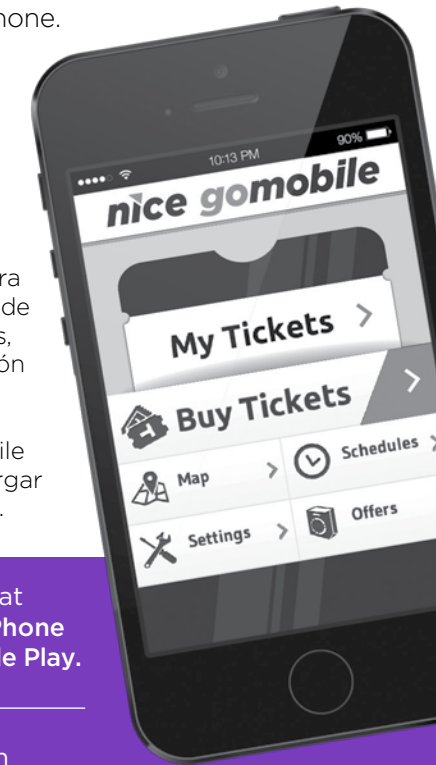 hone.
10:13 PM
90%
nice gomobile
My Tickets
Buy Tickets
Map
Schedules
Settings
Offers
ra
de
s,
ón
ile
rgar
.
at
Phone
le Play.
n